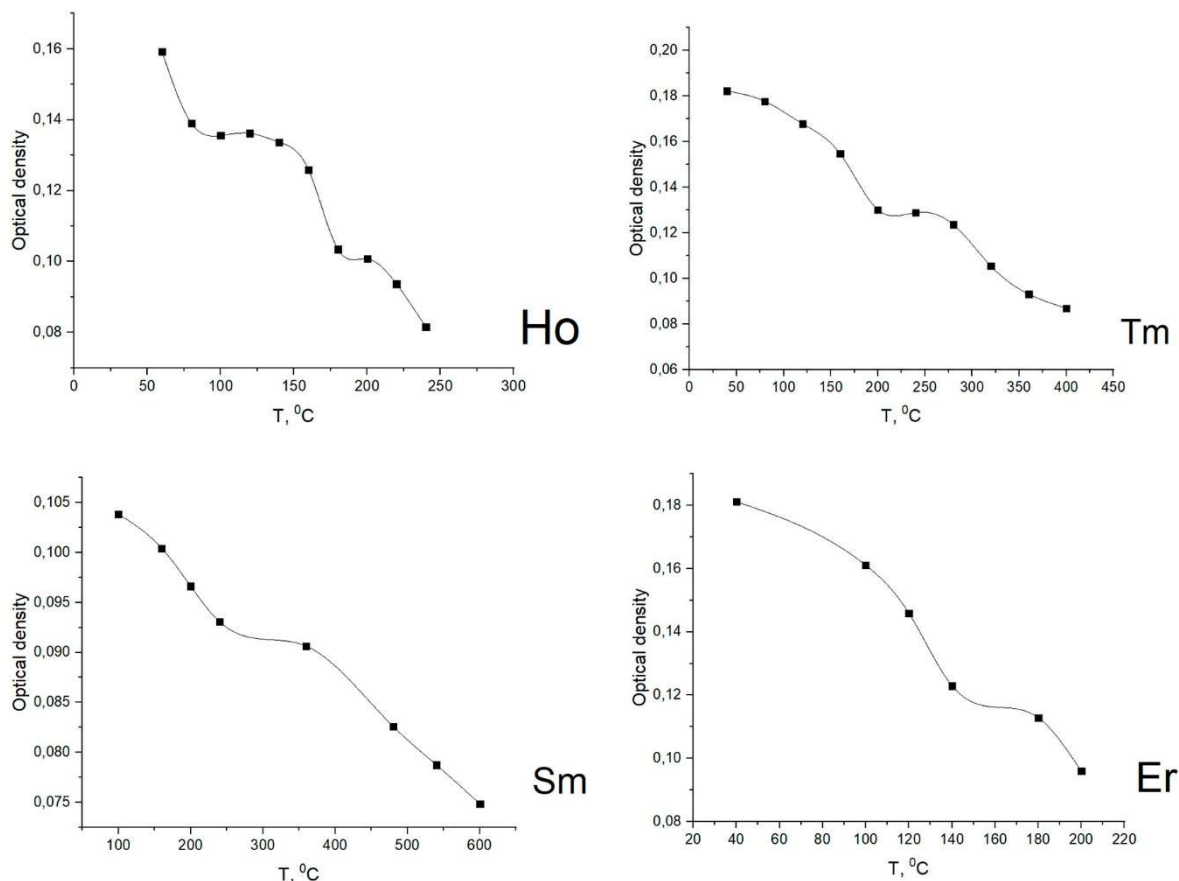 Optical density
0,16
0,14
0,12
0,10
0,08
0 50 100 150 200 250 300
T, ⁰C
Ho
Optical density
0,20
0,18
0,16
0,14
0,12
0,10
0,08
0,06
0 50 100 150 200 250 300 350 400 450
T, ⁰C
Tm
Optical density
0,105
0,100
0,095
0,090
0,085
0,080
0,075
100 200 300 400 500 600
T, ⁰C
Sm
Optical density
0,18
0,16
0,14
0,12
0,10
0,08
20 40 60 80 100 120 140 160 180 200 220
T, ⁰C
Er